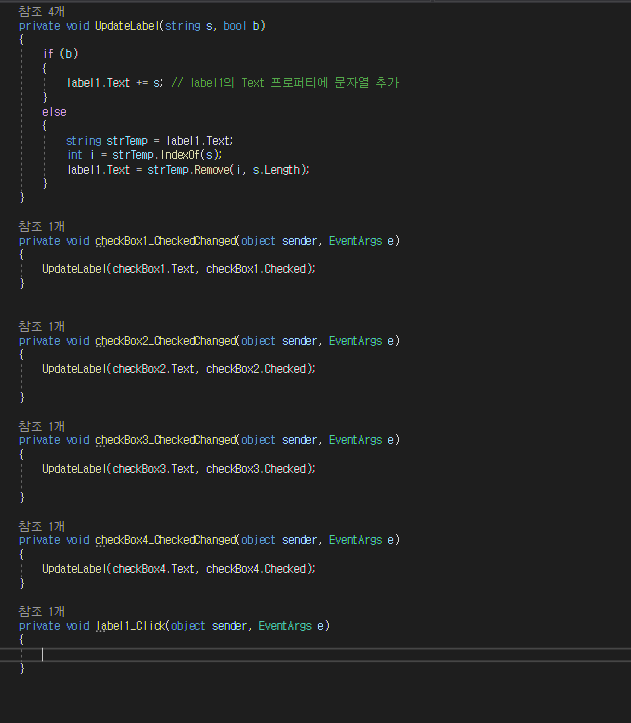 참조 4개
private void UpdateLabel(string s, bool b)
{
if (b)
{
label1.Text += s; // label1의 Text 프로퍼티에 문자열 추가
}
else
{
string strTemp = label1.Text;
int i = strTemp.IndexOf(s);
label1.Text = strTemp.Remove(i, s.Length);
}
}
참조 1개
private void checkBox1_CheckedChanged(object sender, EventArgs e)
{
UpdateLabel(checkBox1.Text, checkBox1.Checked);
}
참조 1개
private void checkBox2_CheckedChanged(object sender, EventArgs e)
{
UpdateLabel(checkBox2.Text, checkBox2.Checked);
}
참조 1개
private void checkBox3_CheckedChanged(object sender, EventArgs e)
{
UpdateLabel(checkBox3.Text, checkBox3.Checked);
}
참조 1개
private void checkBox4_CheckedChanged(object sender, EventArgs e)
{
UpdateLabel(checkBox4.Text, checkBox4.Checked);
}
참조 1개
private void label1_Click(object sender, EventArgs e)
{
}